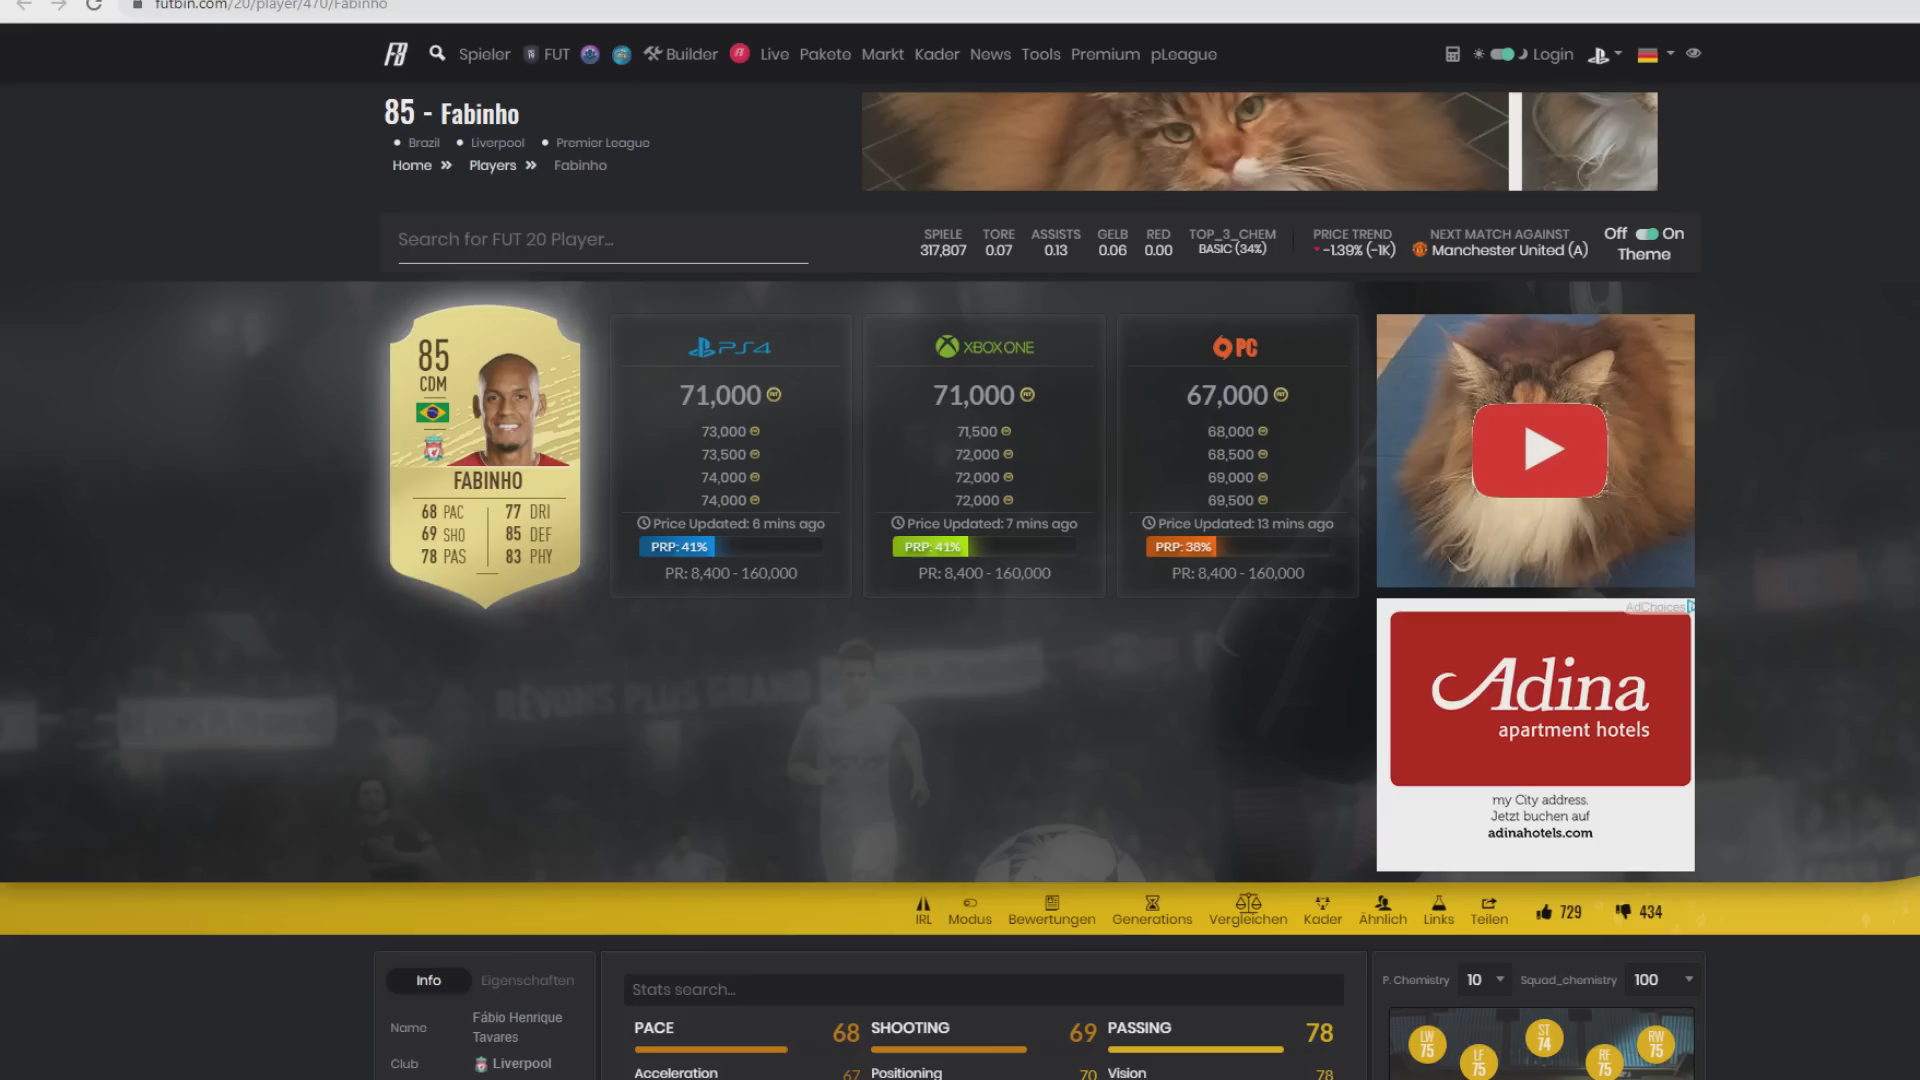 futbin.com/20/player/470/Fabinho
Spieler FUT Builder Live Pakete Markt Kader News Tools Premium pLeague Login
85 - Fabinho
Brazil Liverpool Premier League
Home » Players » Fabinho
Search for FUT 20 Player...
SPIELE TORE ASSISTS GELB RED TOP_3_CHEM PRICE TREND NEXT MATCH AGAINST
317,807 0.07 0.13 0.06 0.00 BASIC (34%) -1.39% (-1K) Manchester United (A)
Off On
Theme
85
CDM
FABINHO
68 PAC 77 DRI
69 SHO 85 DEF
78 PAS 83 PHY
PS4
71,000
73,000
73,500
74,000
74,000
Price Updated: 6 mins ago
PRP: 41%
PR: 8,400 - 160,000
XBOX ONE
71,000
71,500
72,000
72,000
72,000
Price Updated: 7 mins ago
PRP: 41%
PR: 8,400 - 160,000
PC
67,000
68,000
68,500
69,000
69,500
Price Updated: 13 mins ago
PRP: 38%
PR: 8,400 - 160,000
AdChoices
Adina
apartment hotels
my City address.
Jetzt buchen auf
adinahotels.com
RÊVONS PLUS GRAND
IRL Modus Bewertungen Generations Vergleichen Kader Ähnlich Links Teilen 729 434
Info Eigenschaften
Name Fábio Henrique
Tavares
Club Liverpool
Stats search...
PACE 68 SHOOTING 69 PASSING 78
Acceleration 67 Positioning 70 Vision 78
P. Chemistry 10 Squad_chemistry 100
LW
75
LF
75
ST
74
RF
75
RW
75